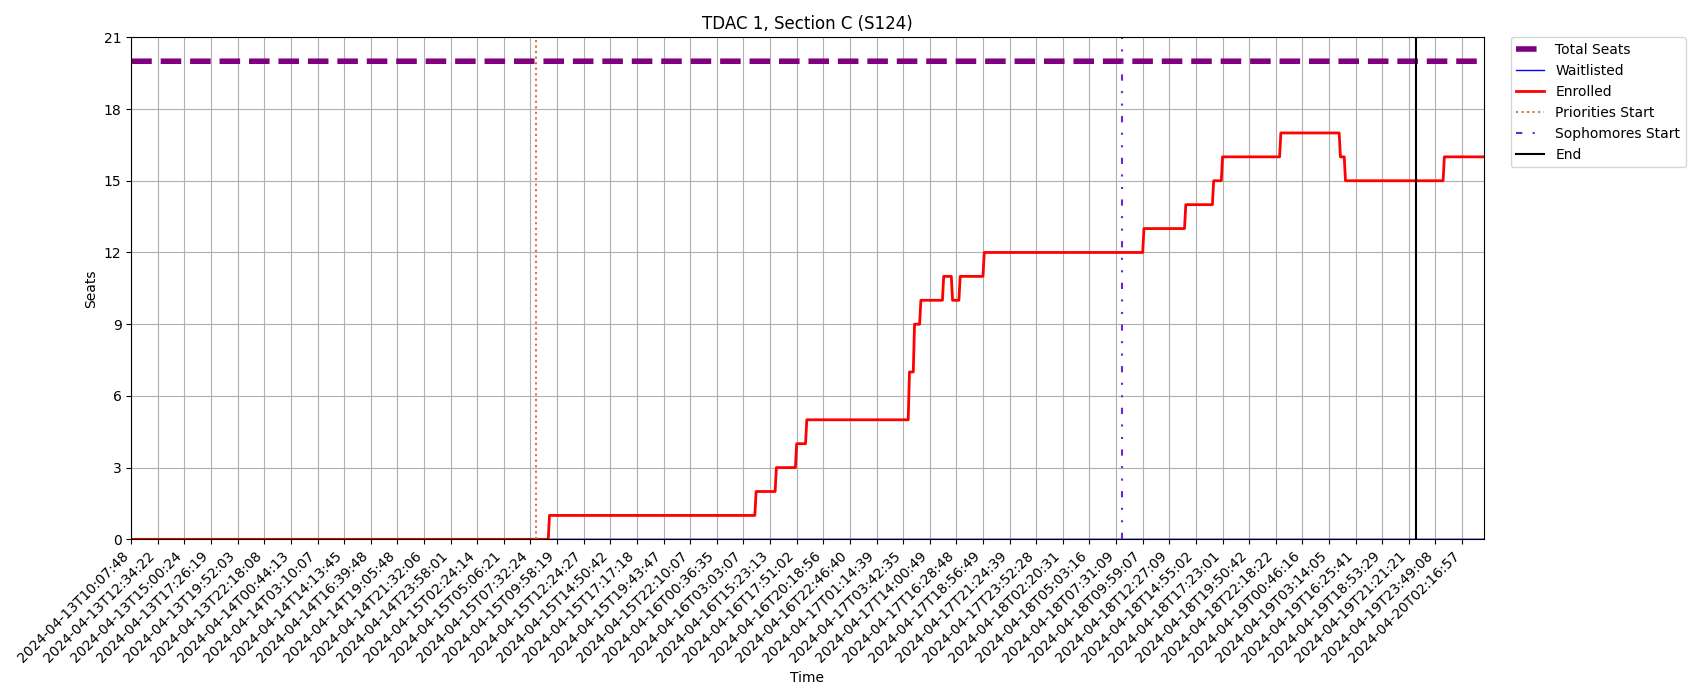 TDAC 1, Section C (S124)
21
18
15
12
9
6
3
0
Seats
2024-04-13T10:07:48
2024-04-13T12:34:22
2024-04-13T15:00:24
2024-04-13T17:26:19
2024-04-13T19:52:03
2024-04-13T22:18:08
2024-04-14T00:44:13
2024-04-14T03:10:07
2024-04-14T14:13:45
2024-04-14T16:39:48
2024-04-14T19:05:48
2024-04-14T21:32:06
2024-04-14T23:58:01
2024-04-15T02:24:14
2024-04-15T05:06:21
2024-04-15T07:32:24
2024-04-15T09:58:19
2024-04-15T12:24:27
2024-04-15T14:50:42
2024-04-15T17:17:18
2024-04-15T19:43:47
2024-04-15T22:10:07
2024-04-16T00:36:35
2024-04-16T03:03:07
2024-04-16T15:23:13
2024-04-16T17:51:02
2024-04-16T20:18:56
2024-04-16T22:46:40
2024-04-17T01:14:39
2024-04-17T03:42:35
2024-04-17T14:00:49
2024-04-17T16:28:48
2024-04-17T18:56:49
2024-04-17T21:24:39
2024-04-17T23:52:28
2024-04-18T02:20:31
2024-04-18T05:03:16
2024-04-18T07:31:09
2024-04-18T09:59:07
2024-04-18T12:27:09
2024-04-18T14:55:02
2024-04-18T17:23:01
2024-04-18T19:50:42
2024-04-18T22:18:22
2024-04-19T00:46:16
2024-04-19T03:14:05
2024-04-19T16:25:41
2024-04-19T18:53:29
2024-04-19T21:21:21
2024-04-19T23:49:08
2024-04-20T02:16:57
Time
Total Seats
Waitlisted
Enrolled
Priorities Start
Sophomores Start
End